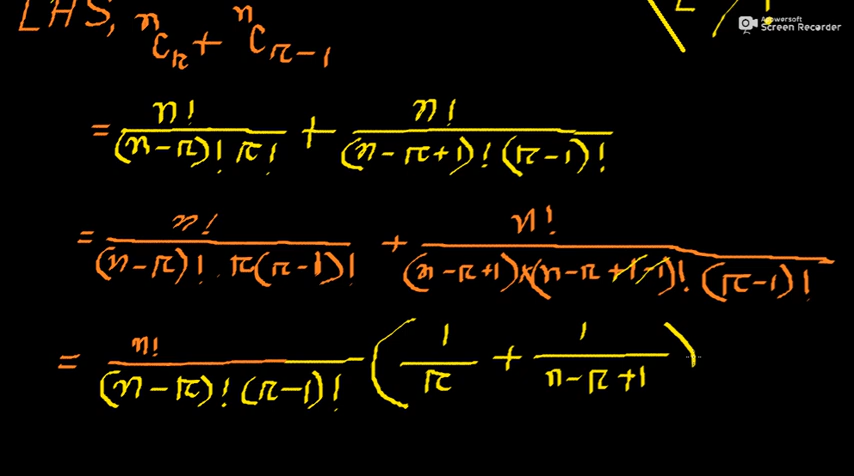 Apowersoft
Screen Recorder
LHS, ⁿCᵣ + ⁿCᵣ₋₁
= n!/((n-r)! r!) + n!/((n-r+1)! (r-1)!)
= n!/((n-r)! r(r-1)!) + n!/((n-r+1)×(n-r+1-1)! (r-1)!)
= n!/((n-r)! (r-1)!) (1/r + 1/(n-r+1))